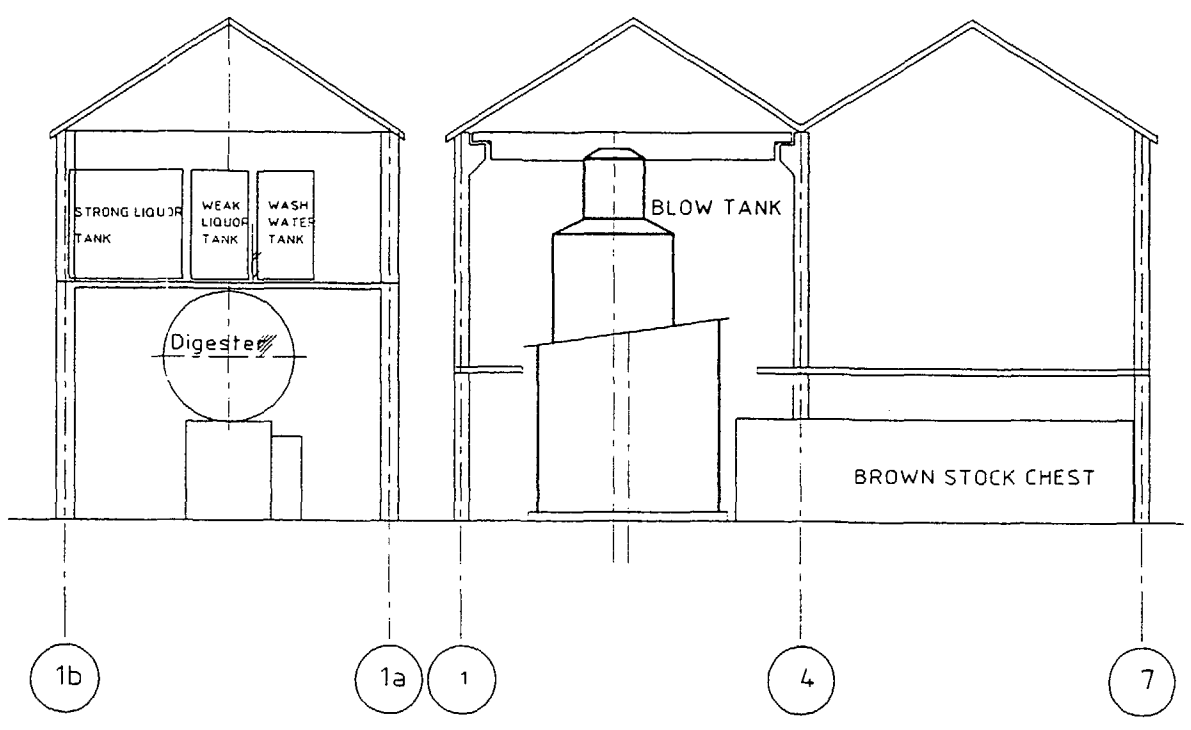 STRONG LIQUOR
TANK
WEAK
LIQUOR
TANK
WASH
WATER
TANK
BLOW TANK
Digester
BROWN STOCK CHEST
1b
1a
1
4
7